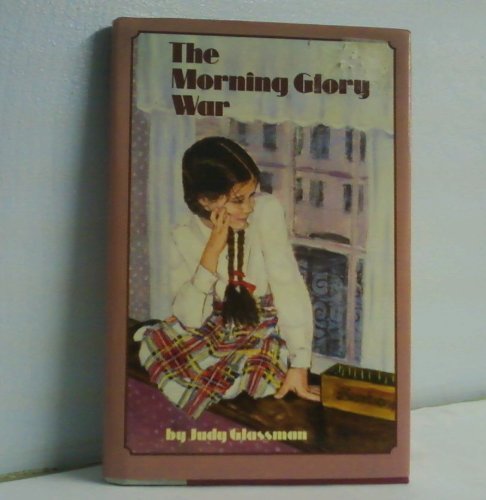 The
Morning Glory
War
by Judy Glassman